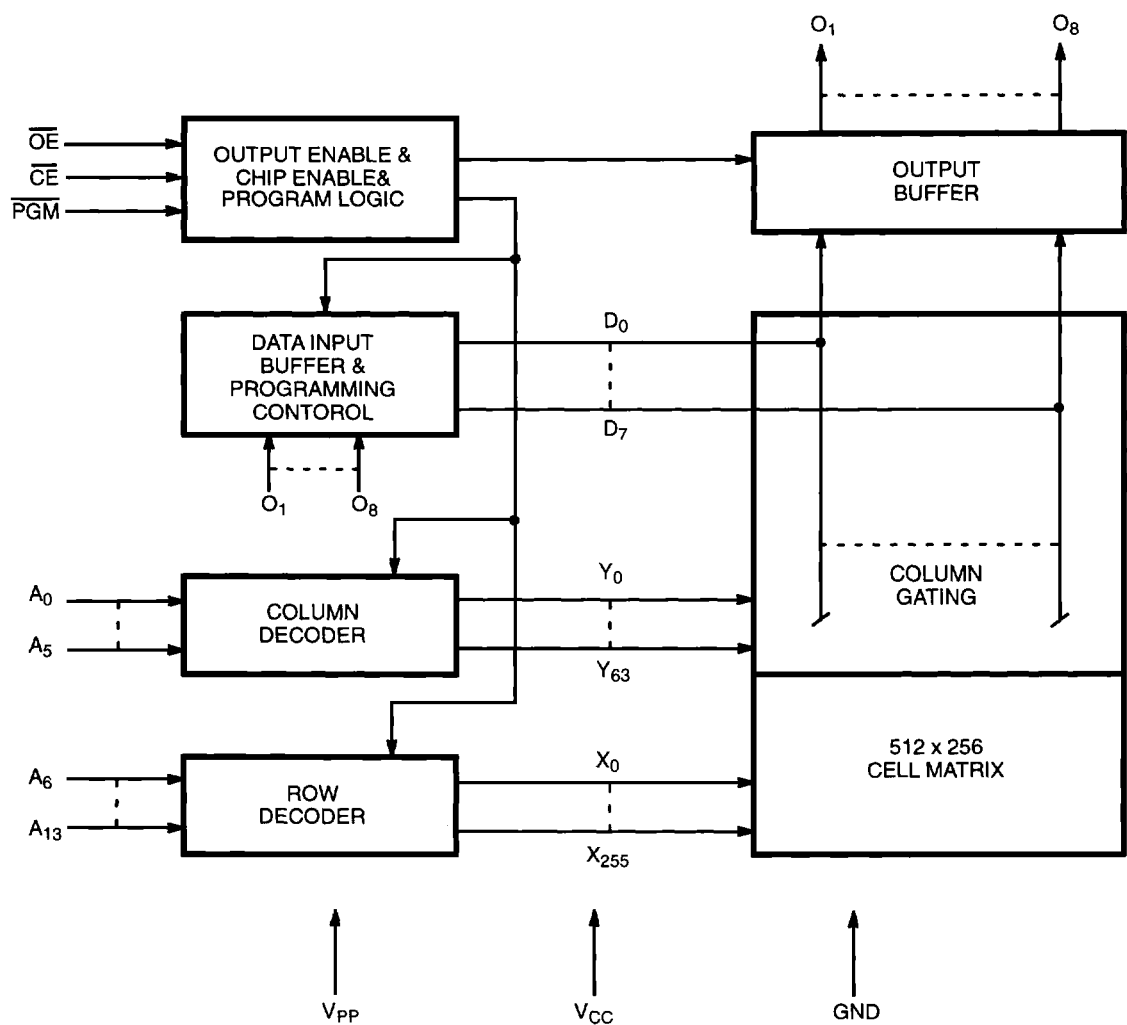 O1 O8
OE
CE
PGM
OUTPUT ENABLE &
CHIP ENABLE&
PROGRAM LOGIC
OUTPUT
BUFFER
DATA INPUT
BUFFER &
PROGRAMMING
CONTOROL
D0
D7
O1 O8
A0
A5
COLUMN
DECODER
Y0
Y63
COLUMN
GATING
A6
A13
ROW
DECODER
X0
X255
512 x 256
CELL MATRIX
VPP VCC GND